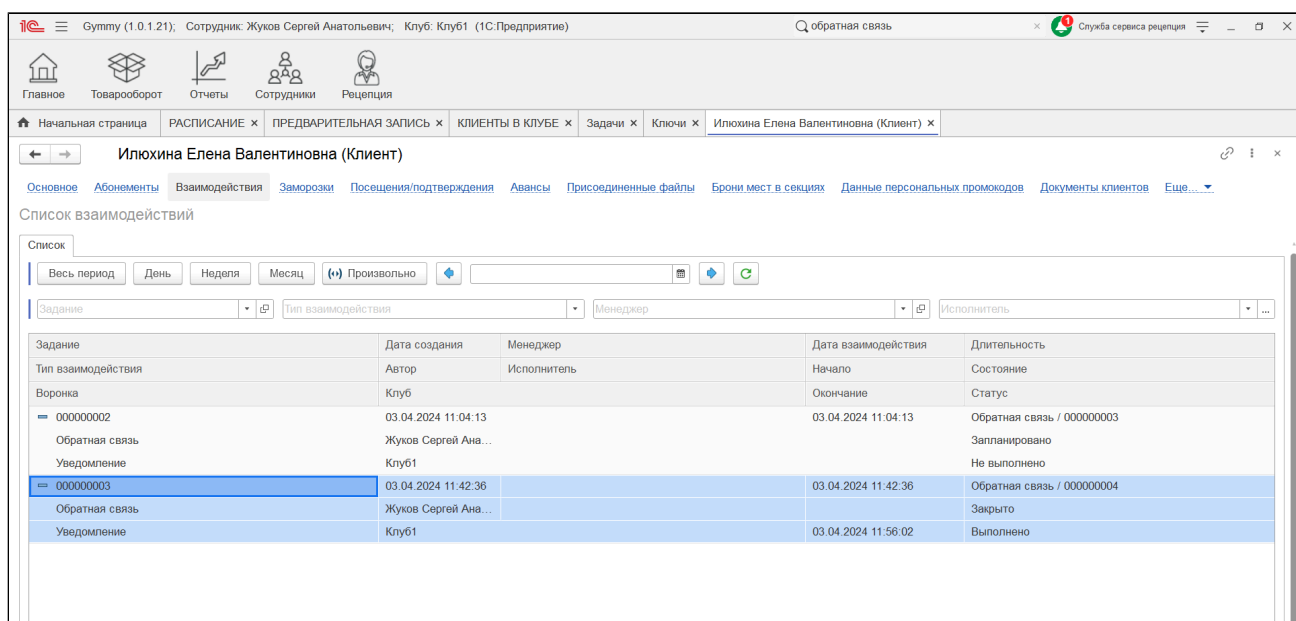 1С Gymmy (1.0.1.21); Сотрудник: Жуков Сергей Анатольевич; Клуб: Клуб1 (1С:Предприятие) обратная связь × 1 Служба сервиса рецепция
Главное Товарооборот Отчеты Сотрудники Рецепция
Начальная страница РАСПИСАНИЕ × ПРЕДВАРИТЕЛЬНАЯ ЗАПИСЬ × КЛИЕНТЫ В КЛУБЕ × Задачи × Ключи × Илюхина Елена Валентиновна (Клиент) ×
Илюхина Елена Валентиновна (Клиент)
Основное Абонементы Взаимодействия Заморозки Посещения/подтверждения Авансы Присоединенные файлы Брони мест в секциях Данные персональных промокодов Документы клиентов Еще...
Список взаимодействий
Список
Весь период День Неделя Месяц Произвольно
Задание Тип взаимодействия Менеджер Исполнитель ...
Задание Дата создания Менеджер Дата взаимодействия Длительность
Тип взаимодействия Автор Исполнитель Начало Состояние
Воронка Клуб Окончание Статус
000000002 03.04.2024 11:04:13 03.04.2024 11:04:13 Обратная связь / 000000003
Обратная связь Жуков Сергей Ана... Запланировано
Уведомление Клуб1 Не выполнено
000000003 03.04.2024 11:42:36 03.04.2024 11:42:36 Обратная связь / 000000004
Обратная связь Жуков Сергей Ана... Закрыто
Уведомление Клуб1 03.04.2024 11:56:02 Выполнено